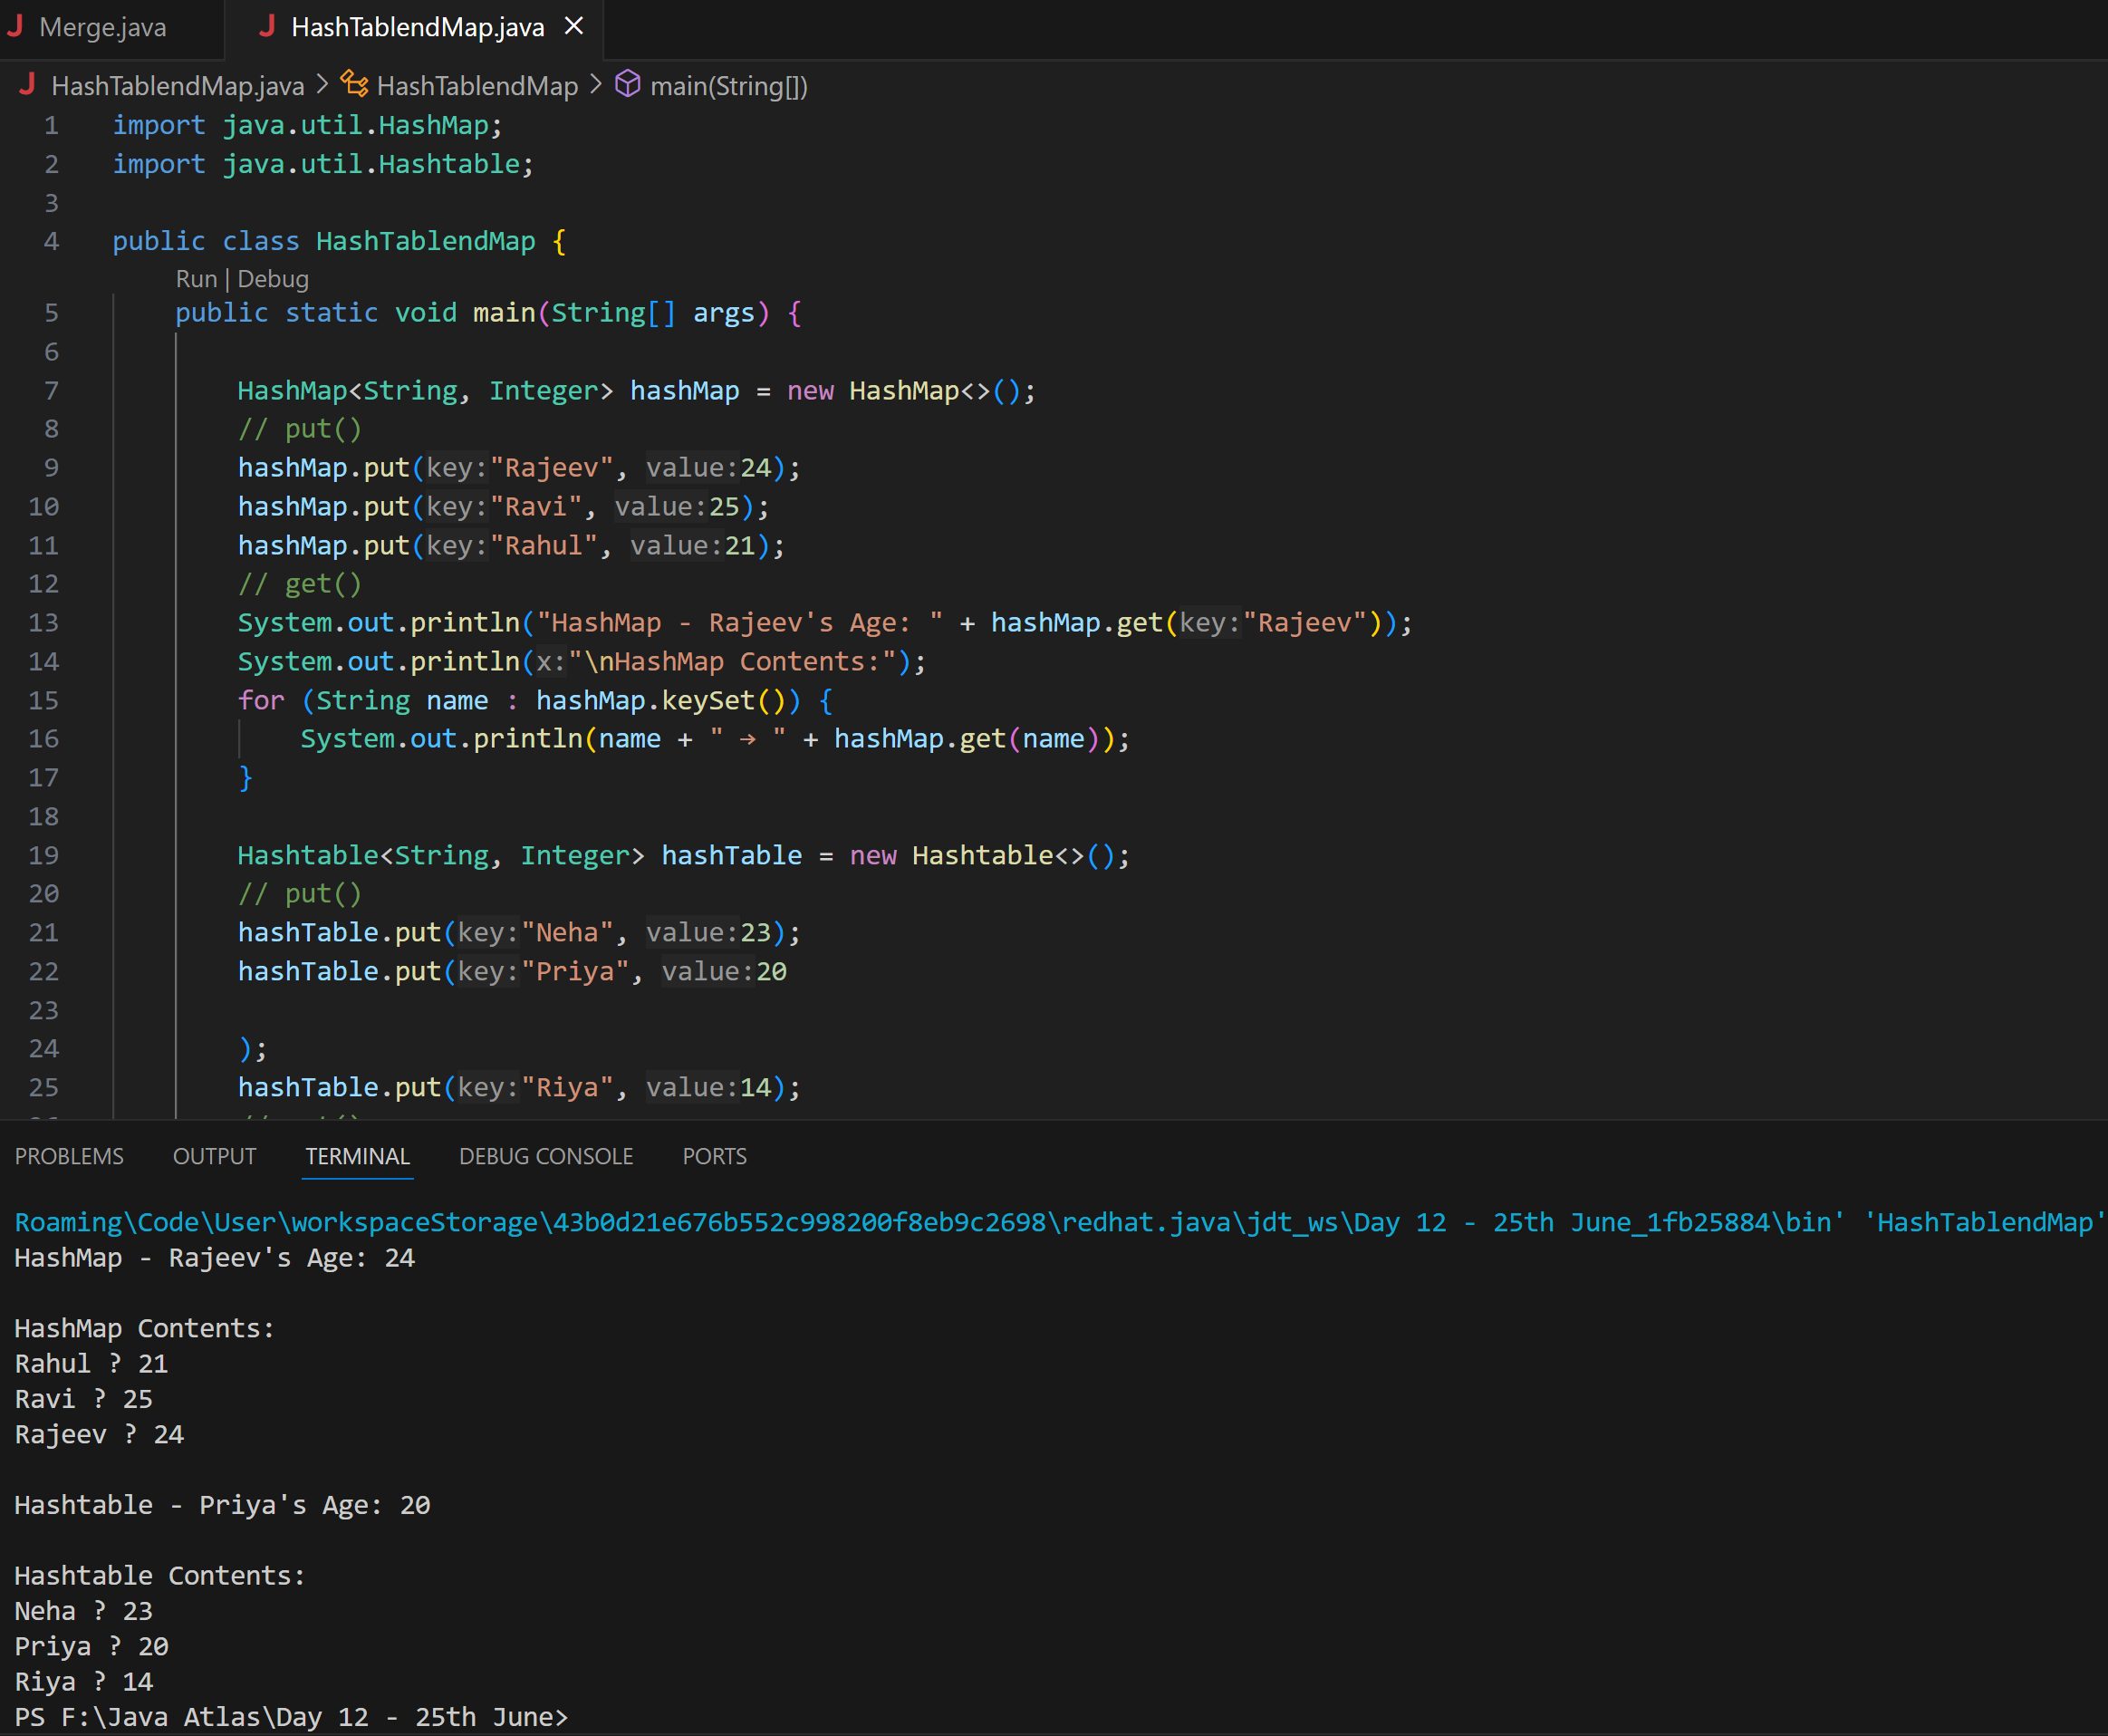 Merge.java
HashTablendMap.java
HashTablendMap.java > HashTablendMap > main(String[])
1 import java.util.HashMap;
2 import java.util.Hashtable;
3
4 public class HashTablendMap {
Run | Debug
5 public static void main(String[] args) {
6
7 HashMap<String, Integer> hashMap = new HashMap<>();
8 // put()
9 hashMap.put(key:"Rajeev", value:24);
10 hashMap.put(key:"Ravi", value:25);
11 hashMap.put(key:"Rahul", value:21);
12 // get()
13 System.out.println("HashMap - Rajeev's Age: " + hashMap.get(key:"Rajeev"));
14 System.out.println(x:"\nHashMap Contents:");
15 for (String name : hashMap.keySet()) {
16 System.out.println(name + " → " + hashMap.get(name));
17 }
18
19 Hashtable<String, Integer> hashTable = new Hashtable<>();
20 // put()
21 hashTable.put(key:"Neha", value:23);
22 hashTable.put(key:"Priya", value:20
23
24 );
25 hashTable.put(key:"Riya", value:14);
PROBLEMS OUTPUT TERMINAL DEBUG CONSOLE PORTS
Roaming\Code\User\workspaceStorage\43b0d21e676b552c998200f8eb9c2698\redhat.java\jdt_ws\Day 12 - 25th June_1fb25884\bin' 'HashTablendMap'
HashMap - Rajeev's Age: 24
HashMap Contents:
Rahul ? 21
Ravi ? 25
Rajeev ? 24
Hashtable - Priya's Age: 20
Hashtable Contents:
Neha ? 23
Priya ? 20
Riya ? 14
PS F:\Java Atlas\Day 12 - 25th June>